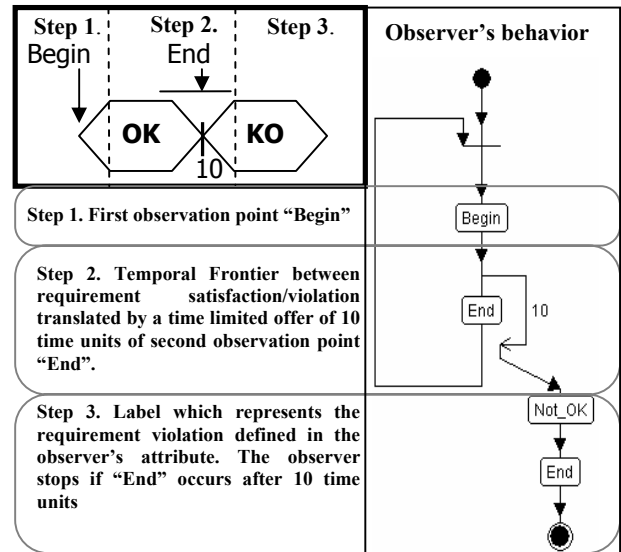 Step 1. Step 2. Step 3.
Begin End
OK KO
10
Observer's behavior
Step 1. First observation point “Begin”
Step 2. Temporal Frontier between
requirement satisfaction/violation
translated by a time limited offer of 10
time units of second observation point
“End”.
Step 3. Label which represents the
requirement violation defined in the
observer's attribute. The observer
stops if “End” occurs after 10 time
units
Begin
End
10
Not_OK
End